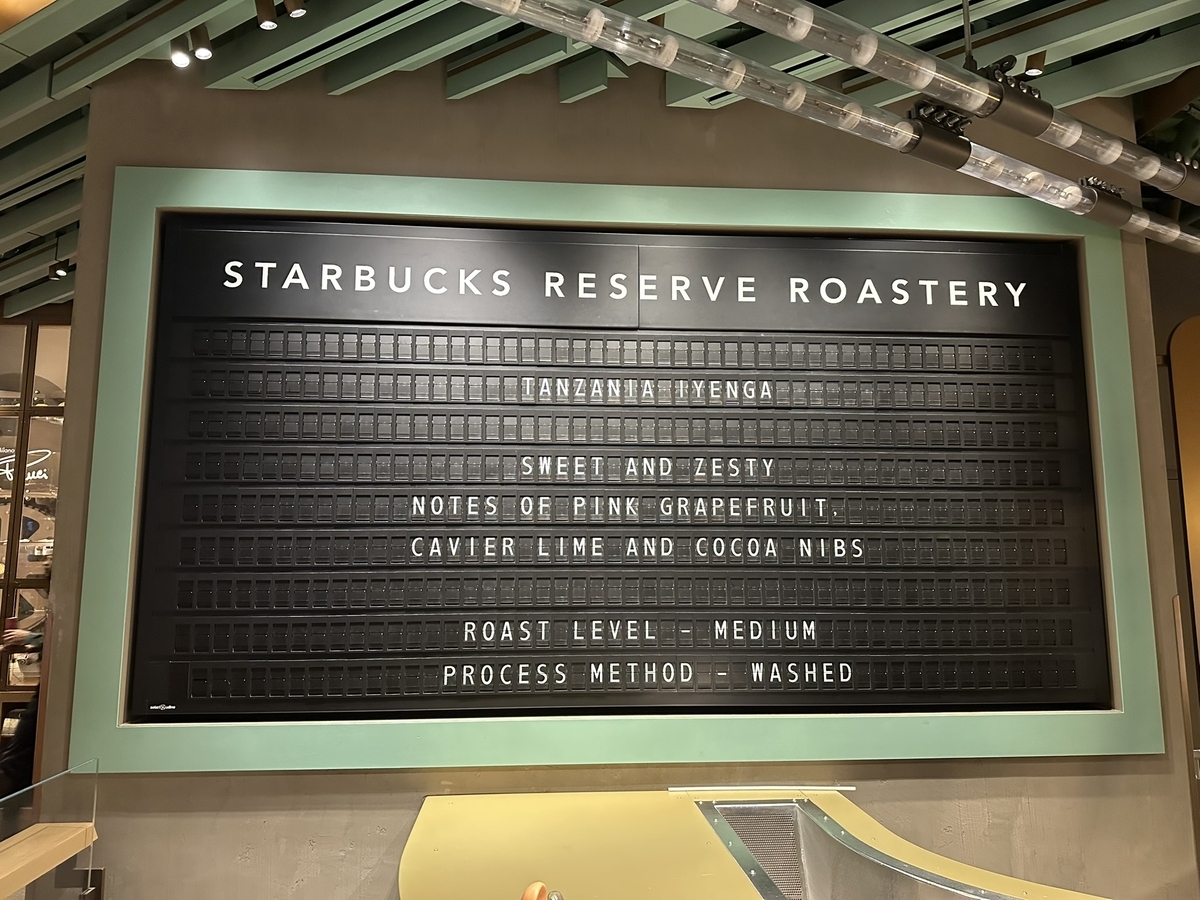 STARBUCKS RESERVE ROASTERY
TANZANIA IYENGA
SWEET AND ZESTY
NOTES OF PINK GRAPEFRUIT,
CAVIER LIME AND COCOA NIBS
ROAST LEVEL - MEDIUM
PROCESS METHOD - WASHED